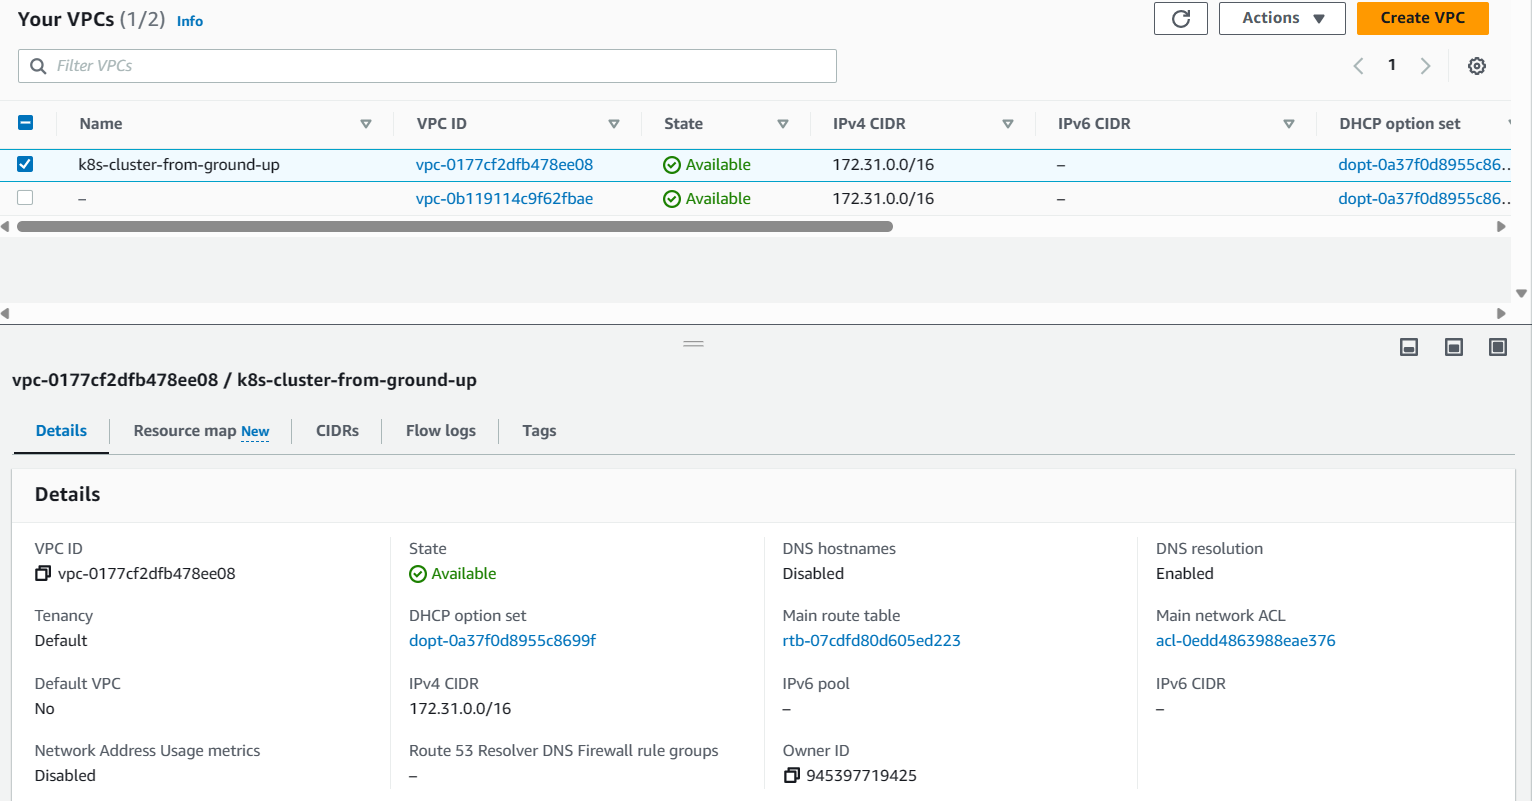 Your VPCs (1/2) Info
Actions ▼ Create VPC
Filter VPCs
1
Name VPC ID State IPv4 CIDR IPv6 CIDR DHCP option set
k8s-cluster-from-ground-up vpc-0177cf2dfb478ee08 Available 172.31.0.0/16 – dopt-0a37f0d8955c86...
– vpc-0b119114c9f62fbae Available 172.31.0.0/16 – dopt-0a37f0d8955c86...
vpc-0177cf2dfb478ee08 / k8s-cluster-from-ground-up
Details Resource map New CIDRs Flow logs Tags
Details
VPC ID State DNS hostnames DNS resolution
vpc-0177cf2dfb478ee08 Available Disabled Enabled
Tenancy DHCP option set Main route table Main network ACL
Default dopt-0a37f0d8955c8699f rtb-07cdfd80d605ed223 acl-0edd4863988eae376
Default VPC IPv4 CIDR IPv6 pool IPv6 CIDR
No 172.31.0.0/16 – –
Network Address Usage metrics Route 53 Resolver DNS Firewall rule groups Owner ID
Disabled – 945397719425